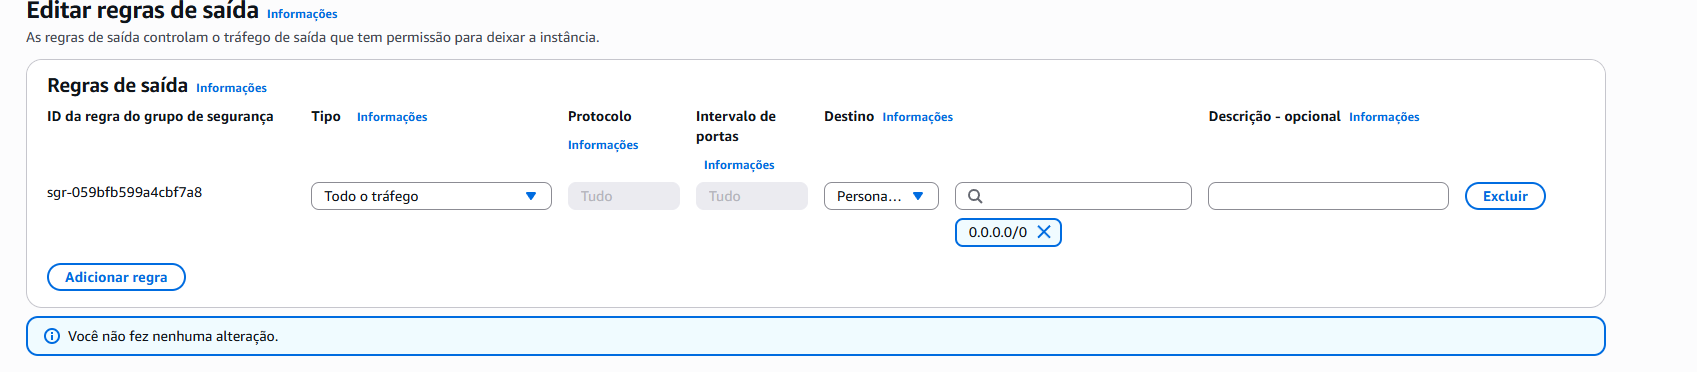 Editar regras de saída Informações
As regras de saída controlam o tráfego de saída que tem permissão para deixar a instância.
Regras de saída Informações
ID da regra do grupo de segurança
Tipo Informações
Protocolo
Informações
Intervalo de
portas
Informações
Destino Informações
Descrição - opcional Informações
sgr-059bfb599a4cbf7a8
Todo o tráfego
Tudo
Tudo
Persona...
0.0.0.0/0
Excluir
Adicionar regra
Você não fez nenhuma alteração.